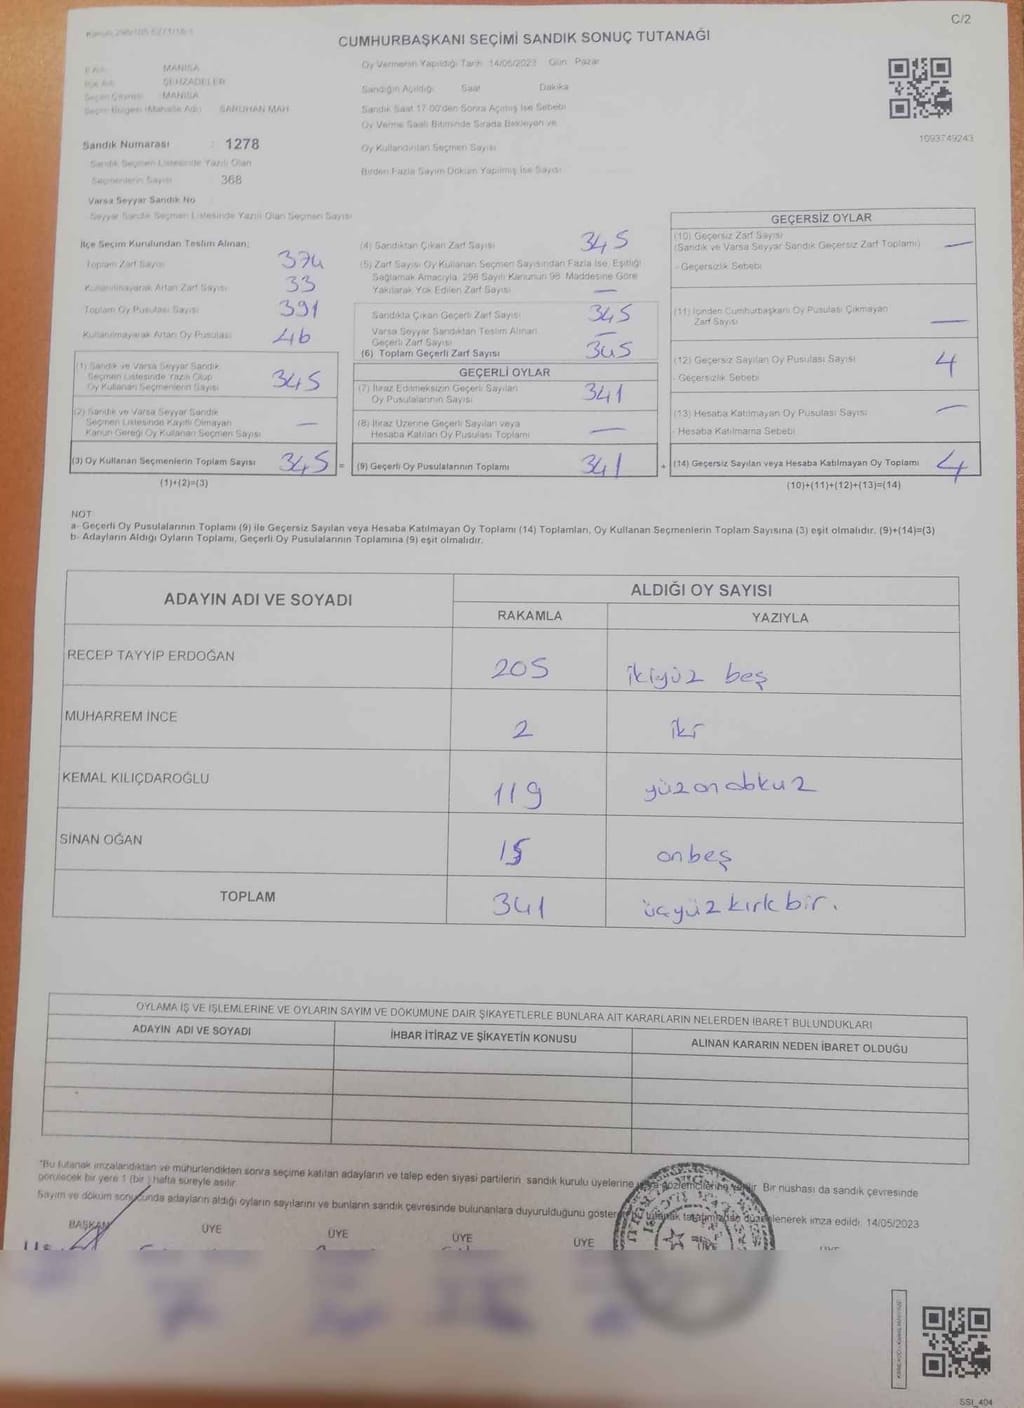 C/2
CUMHURBAŞKANI SEÇİMİ SANDIK SONUÇ TUTANAĞI
MANİSA
ŞEHZADELER
MANİSA
Seçim Bölgesi (Mahalle Adı) : SARUHAN MAH.
Oy Vermenin Yapıldığı Tarih 14/05/2023 Gün: Pazar
Sandığın Açıldığı Saat Dakika
Sandık Saat 17.00'den Sonra Açılmış İse Sebebi
Oy Verme Saati Bitiminde Sırada Bekleyen ve
Oy Kullandırılan Seçmen Sayısı
Birden Fazla Sayım Döküm Yapılmış İse Sayısı
1093749243
Sandık Numarası : 1278
Sandık Seçmen Listesinde Yazılı Olan
Seçmenlerin Sayısı : 368
Varsa Seyyar Sandık No
Seyyar Sandık Seçmen Listesinde Yazılı Olan Seçmen Sayısı
İlçe Seçim Kurulundan Teslim Alınan;
Toplam Zarf Sayısı 374
Kullanılmayarak Artan Zarf Sayısı 33
Toplam Oy Pusulası Sayısı 391
Kullanılmayarak Artan Oy Pusulası 46
(1) Sandık ve Varsa Seyyar Sandık
Seçmen Listesinde Yazılı Olup
Oy Kullanan Seçmenlerin Sayısı 345
(2) Sandık ve Varsa Seyyar Sandık
Seçmen Listesinde Kayıtlı Olmayan
Kanun Gereği Oy Kullanan Seçmen Sayısı —
(3) Oy Kullanan Seçmenlerin Toplam Sayısı 345 =
(1)+(2)=(3)
(4) Sandıktan Çıkan Zarf Sayısı 345
(5) Zarf Sayısı Oy Kullanan Seçmen Sayısından Fazla İse, Eşitliği
Sağlamak Amacıyla, 298 Sayılı Kanunun 98. Maddesine Göre
Yakılarak Yok Edilen Zarf Sayısı —
Sandıkta Çıkan Geçerli Zarf Sayısı 345
Varsa Seyyar Sandıktan Teslim Alınan
Geçerli Zarf Sayısı —
(6) Toplam Geçerli Zarf Sayısı 345
GEÇERLİ OYLAR
(7) İtiraz Edilmeksizin Geçerli Sayılan
Oy Pusulalarının Sayısı 341
(8) İtiraz Üzerine Geçerli Sayılan veya
Hesaba Katılan Oy Pusulası Toplamı —
(9) Geçerli Oy Pusulalarının Toplamı 341 +
GEÇERSİZ OYLAR
(10) Geçersiz Zarf Sayısı
(Sandık ve Varsa Seyyar Sandık Geçersiz Zarf Toplamı) —
- Geçersizlik Sebebi
(11) İçinden Cumhurbaşkanı Oy Pusulası Çıkmayan
Zarf Sayısı —
(12) Geçersiz Sayılan Oy Pusulası Sayısı 4
- Geçersizlik Sebebi
(13) Hesaba Katılmayan Oy Pusulası Sayısı —
- Hesaba Katılmama Sebebi
(14) Geçersiz Sayılan veya Hesaba Katılmayan Oy Toplamı 4
(10)+(11)+(12)+(13)=(14)
NOT:
a- Geçerli Oy Pusulalarının Toplamı (9) ile Geçersiz Sayılan veya Hesaba Katılmayan Oy Toplamı (14) Toplamları, Oy Kullanan Seçmenlerin Toplam Sayısına (3) eşit olmalıdır. (9)+(14)=(3)
b- Adayların Aldığı Oyların Toplamı, Geçerli Oy Pusulalarının Toplamına (9) eşit olmalıdır.
ADAYIN ADI VE SOYADI
ALDIĞI OY SAYISI
RAKAMLA YAZIYLA
RECEP TAYYİP ERDOĞAN 205 ikiyüz beş
MUHARREM İNCE 2 iki
KEMAL KILIÇDAROĞLU 119 yüzondokuz
SİNAN OĞAN 15 onbeş
TOPLAM 341 üçyüzkırkbir.
OYLAMA İŞ VE İŞLEMLERİNE VE OYLARIN SAYIM VE DÖKÜMÜNE DAİR ŞİKAYETLERLE BUNLARA AİT KARARLARIN NELERDEN İBARET BULUNDUKLARI
ADAYIN ADI VE SOYADI
İHBAR İTİRAZ VE ŞİKAYETİN KONUSU
ALINAN KARARIN NEDEN İBARET OLDUĞU
*Bu tutanak imzalandıktan ve mühürlendikten sonra seçime katılan adayların ve talep eden siyasi partilerin sandık kurulu üyelerine Bir nüshası da sandık çevresinde
görülecek bir yere 1 (bir) hafta süreyle asılır.
Sayım ve döküm sonucunda adayların aldığı oyların sayılarını ve bunların sandık çevresinde bulunanlara duyurulduğunu gösterir bu tutanak tarafımızdan düzenlenerek imza edildi. 14/05/2023
BAŞKAN ÜYE ÜYE ÜYE ÜYE
SSI_404